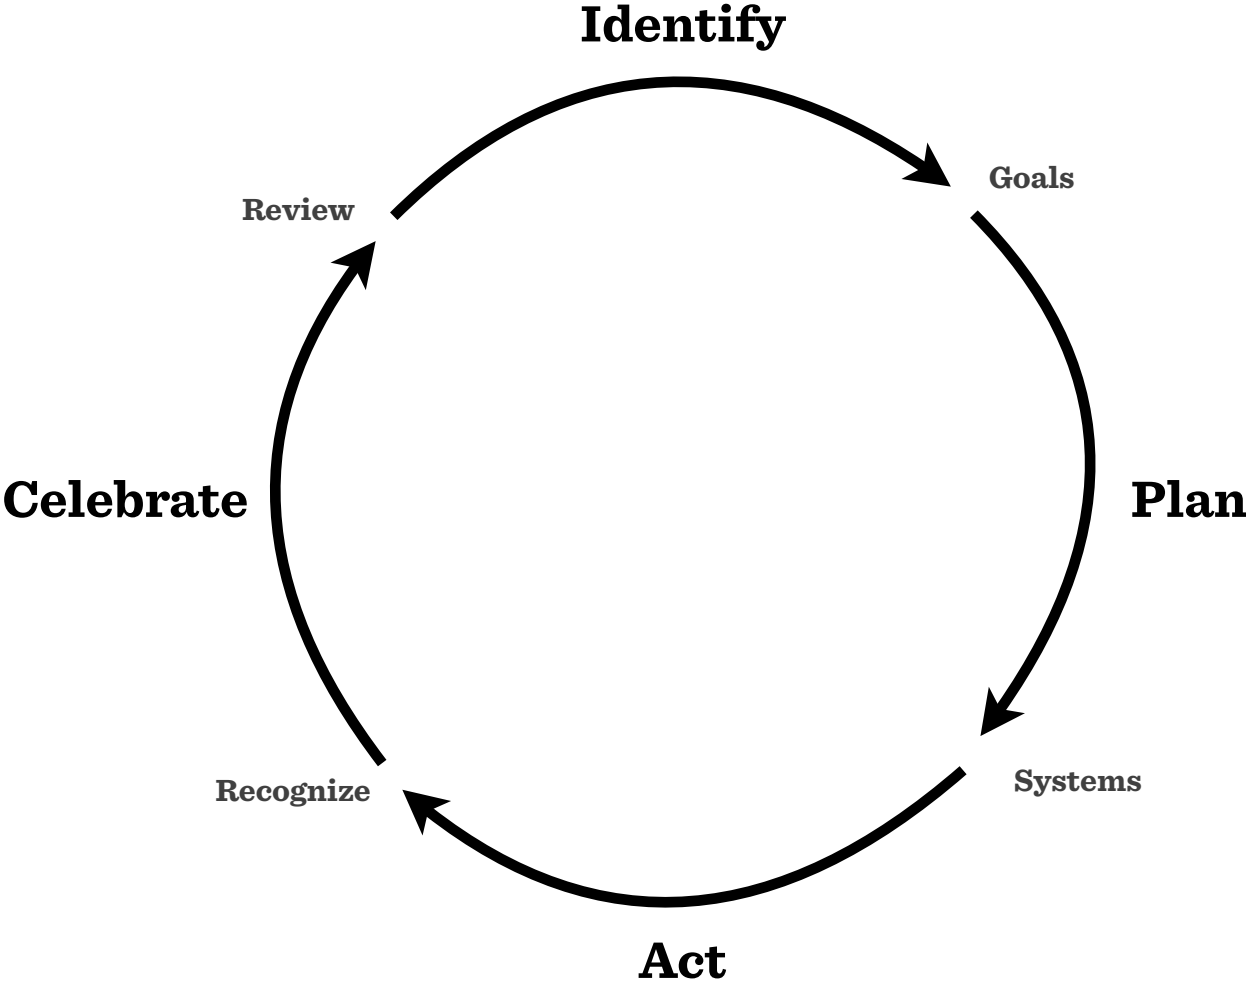 Identify
Goals
Review
Celebrate
Plan
Systems
Recognize
Act